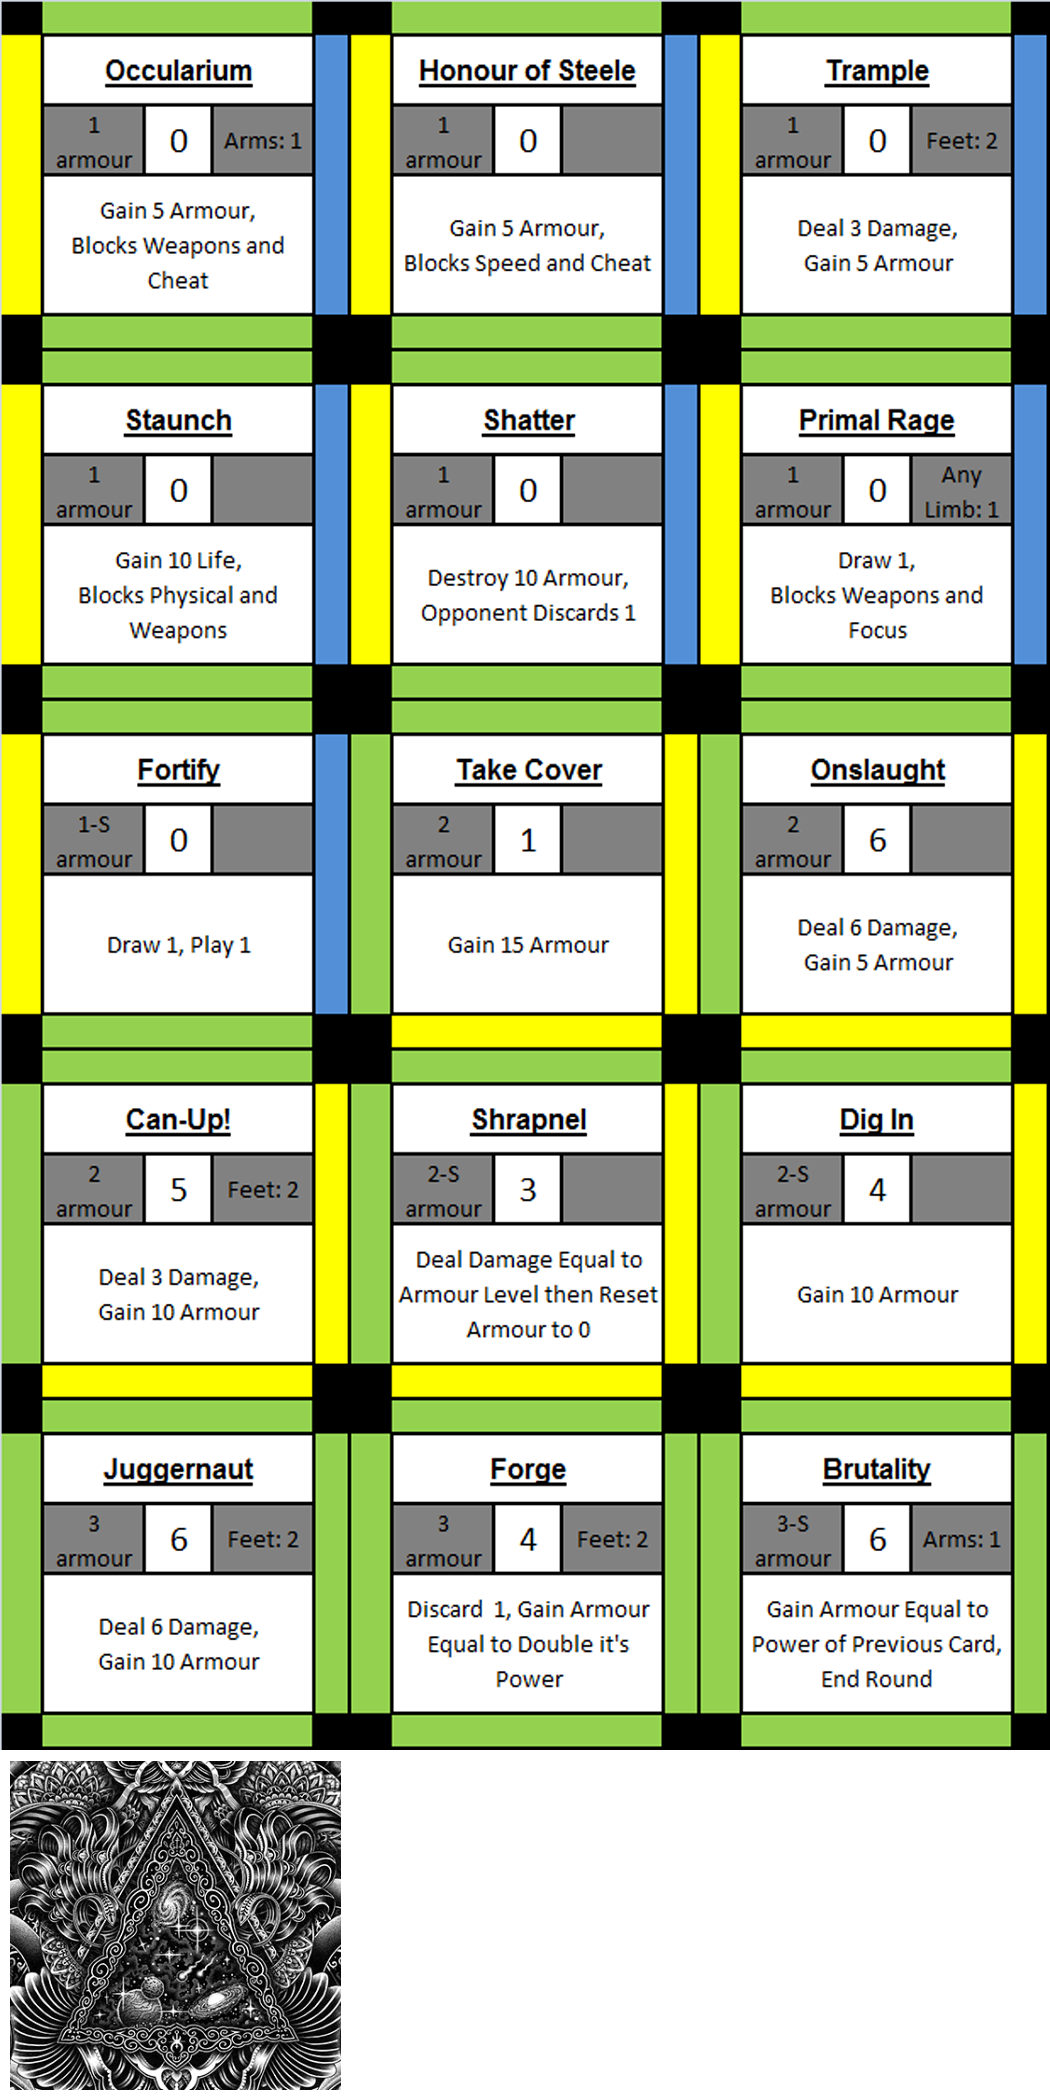 Occularium
1
armour
0
Arms: 1
Gain 5 Armour,
Blocks Weapons and
Cheat
Honour of Steele
1
armour
0
Gain 5 Armour,
Blocks Speed and Cheat
Trample
1
armour
0
Feet: 2
Deal 3 Damage,
Gain 5 Armour
Staunch
1
armour
0
Gain 10 Life,
Blocks Physical and
Weapons
Shatter
1
armour
0
Destroy 10 Armour,
Opponent Discards 1
Primal Rage
1
armour
0
Any
Limb: 1
Draw 1,
Blocks Weapons and
Focus
Fortify
1-S
armour
0
Draw 1, Play 1
Take Cover
2
armour
1
Gain 15 Armour
Onslaught
2
armour
6
Deal 6 Damage,
Gain 5 Armour
Can-Up!
2
armour
5
Feet: 2
Deal 3 Damage,
Gain 10 Armour
Shrapnel
2-S
armour
3
Deal Damage Equal to
Armour Level then Reset
Armour to 0
Dig In
2-S
armour
4
Gain 10 Armour
Juggernaut
3
armour
6
Feet: 2
Deal 6 Damage,
Gain 10 Armour
Forge
3
armour
4
Feet: 2
Discard  1, Gain Armour
Equal to Double it's
Power
Brutality
3-S
armour
6
Arms: 1
Gain Armour Equal to
Power of Previous Card,
End Round